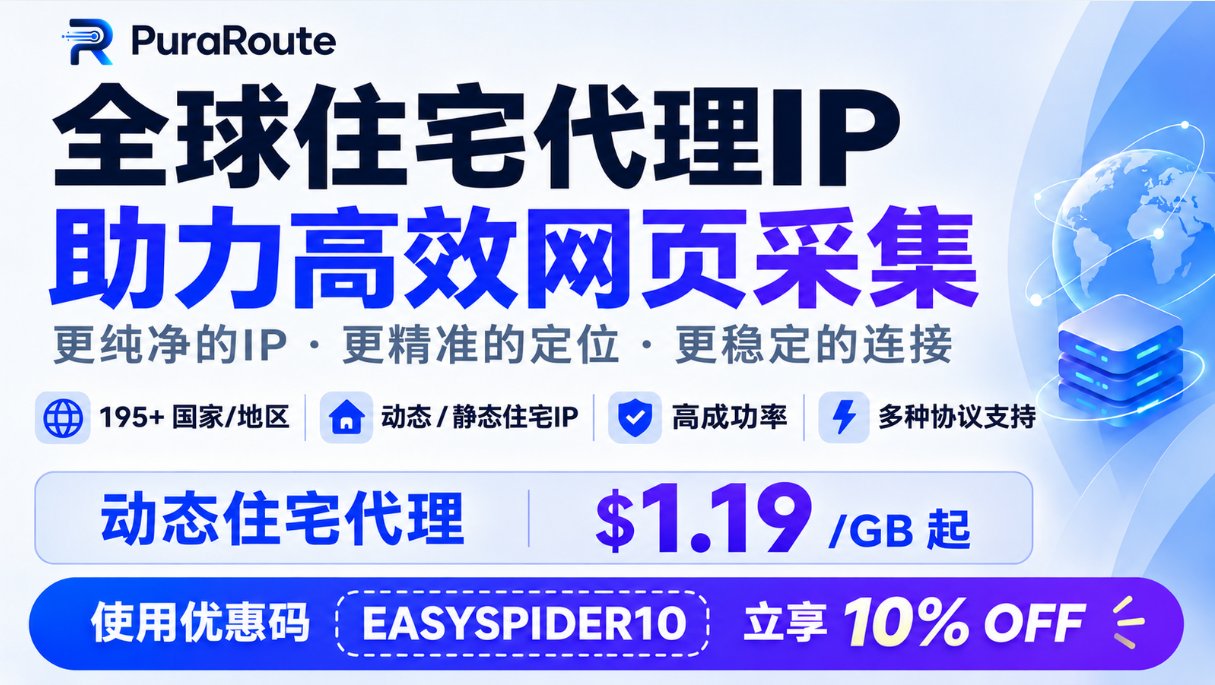 PuraRoute
全球住宅代理IP
助力高效网页采集
更纯净的IP · 更精准的定位 · 更稳定的连接
195+ 国家/地区
动态 / 静态住宅IP
高成功率
多种协议支持
动态住宅代理
$1.19 /GB 起
使用优惠码 EASYSPIDER10 立享 10% OFF